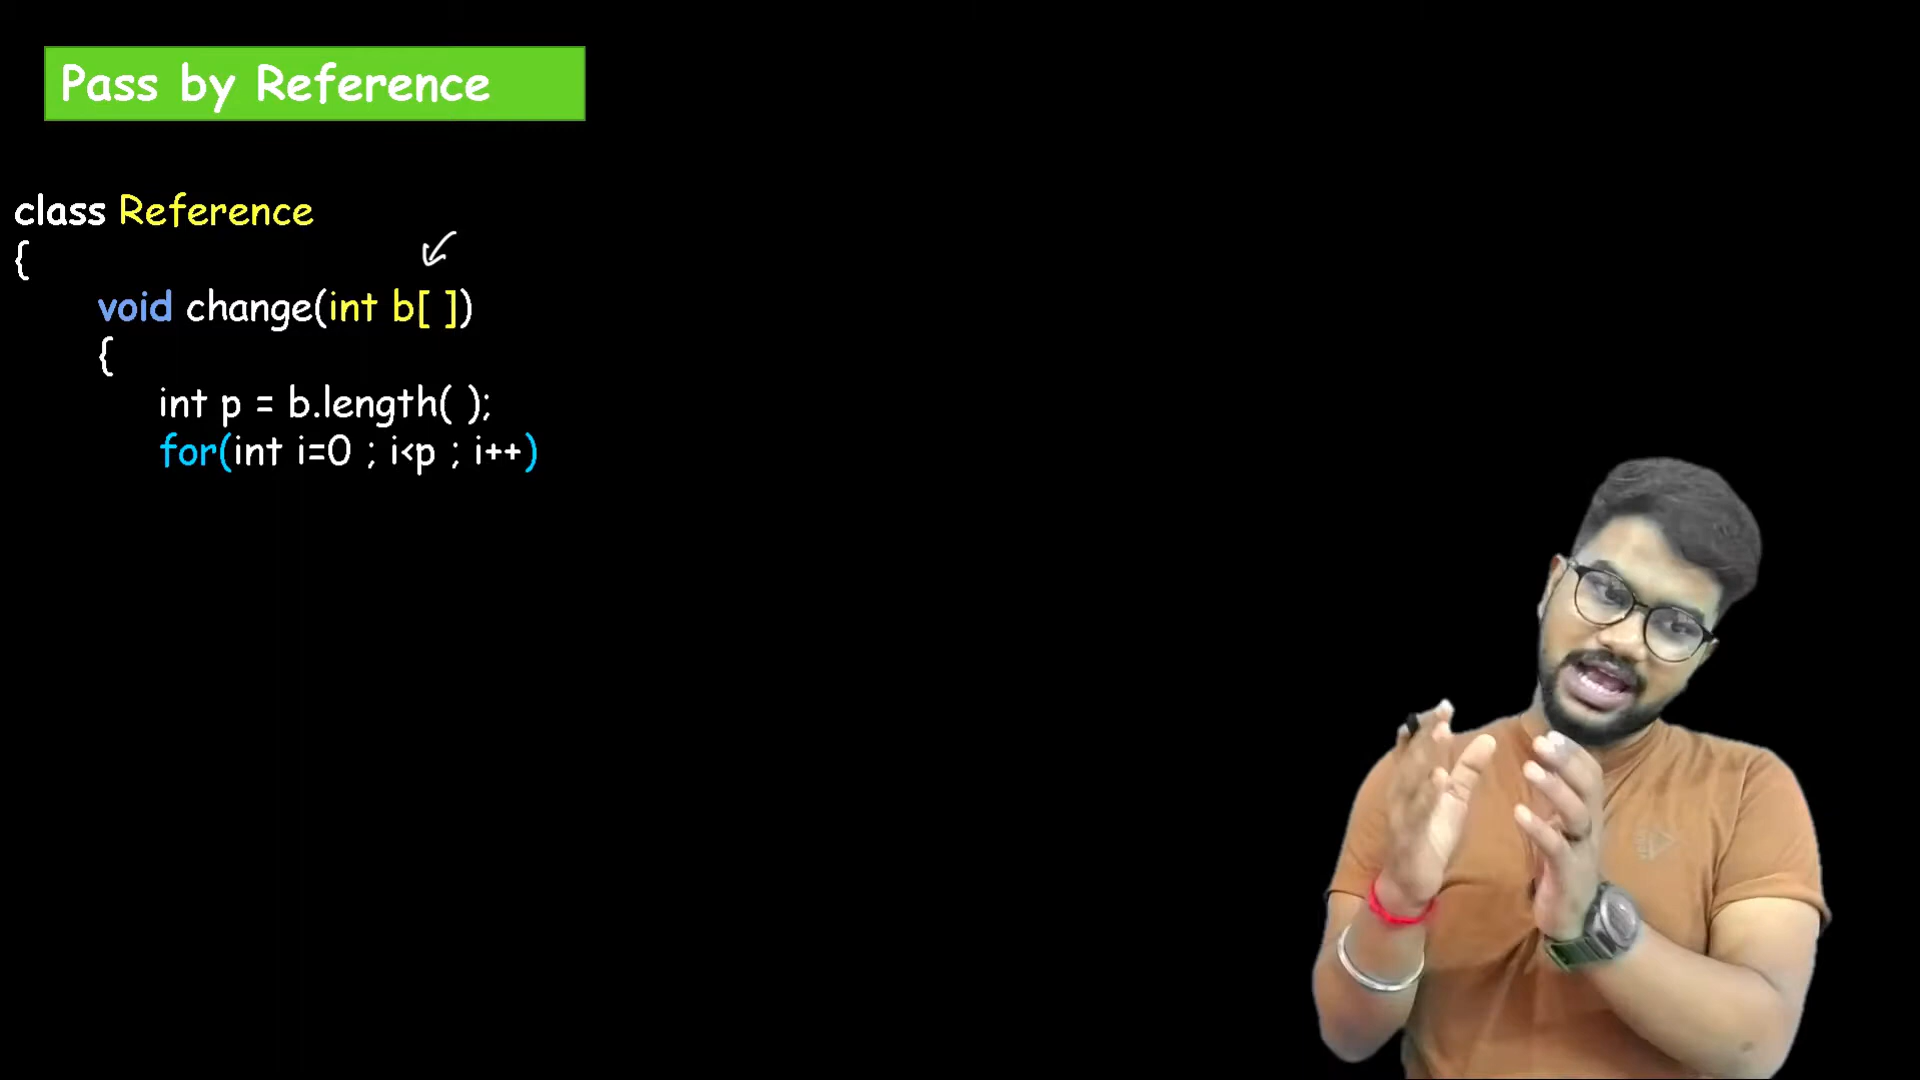 Pass by Reference
class Reference
{
void change(int b[ ])
{
int p = b.length( );
for(int i=0 ; i<p ; i++)